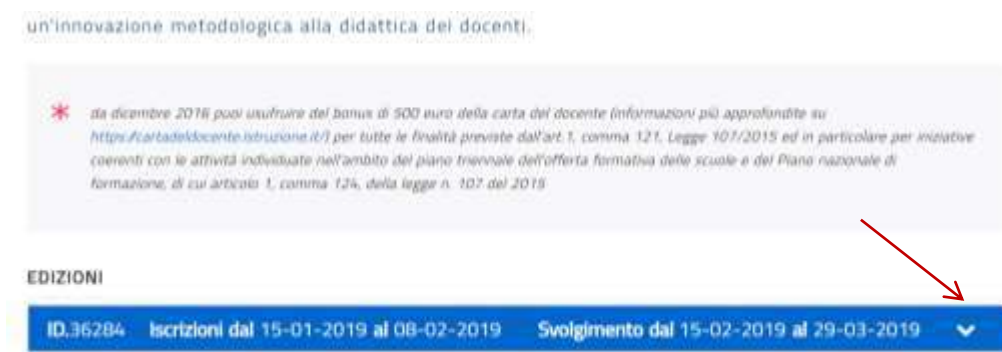 un'innovazione metodologica alla didattica dei docenti.
* da dicembre 2016 puoi usufruire del bonus di 500 euro della carta del docente (informazioni più approfondite su
https://cartadeldocente.istruzione.it/) per tutte le finalità previste dall'art.1, comma 121, Legge 107/2015 ed in particolare per iniziative
coerenti con le attività individuate nell'ambito del piano triennale dell'offerta formativa delle scuole e del Piano nazionale di
formazione, di cui articolo 1, comma 124, della legge n. 107 del 2015
EDIZIONI
ID.36284 Iscrizioni dal 15-01-2019 al 08-02-2019 Svolgimento dal 15-02-2019 al 29-03-2019